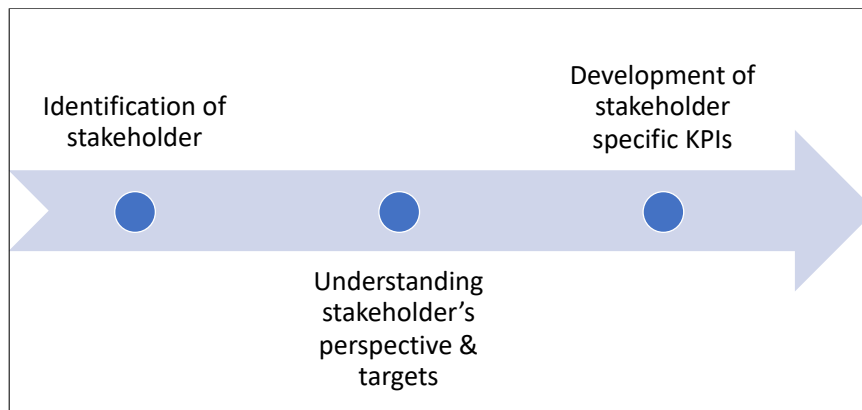 Identification of
stakeholder
Understanding
stakeholder’s
perspective &
targets
Development of
stakeholder
specific KPIs